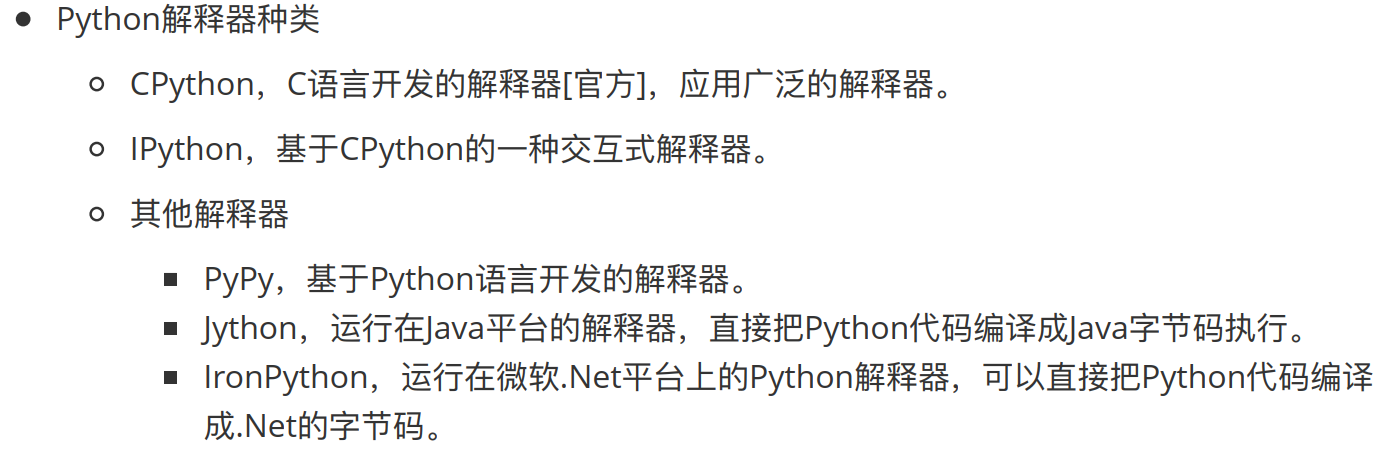 Python解释器种类
CPython，C语言开发的解释器[官方]，应用广泛的解释器。
IPython，基于CPython的一种交互式解释器。
其他解释器
PyPy，基于Python语言开发的解释器。
Jython，运行在Java平台的解释器，直接把Python代码编译成Java字节码执行。
IronPython，运行在微软.Net平台上的Python解释器，可以直接把Python代码编译
成.Net的字节码。